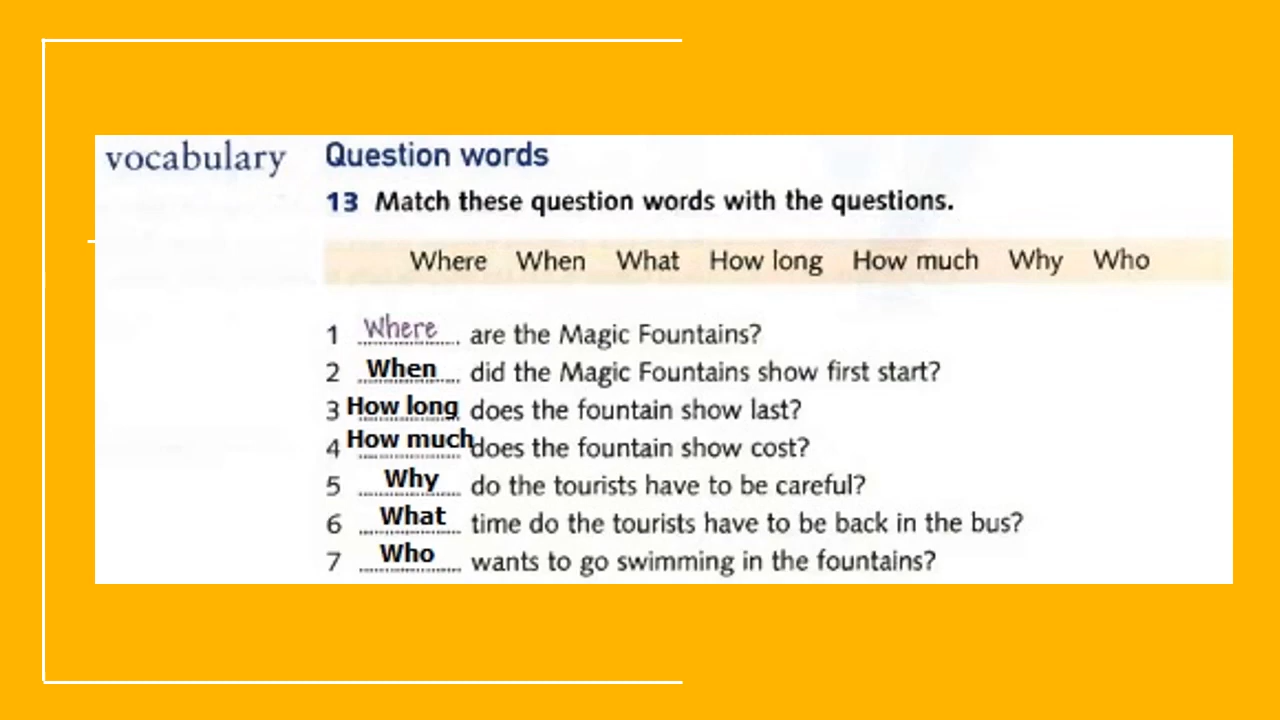 vocabulary Question words
13 Match these question words with the questions.
Where When What How long How much Why Who
1 Where are the Magic Fountains?
2 When did the Magic Fountains show first start?
3 How long does the fountain show last?
4 How much does the fountain show cost?
5 Why do the tourists have to be careful?
6 What time do the tourists have to be back in the bus?
7 Who wants to go swimming in the fountains?